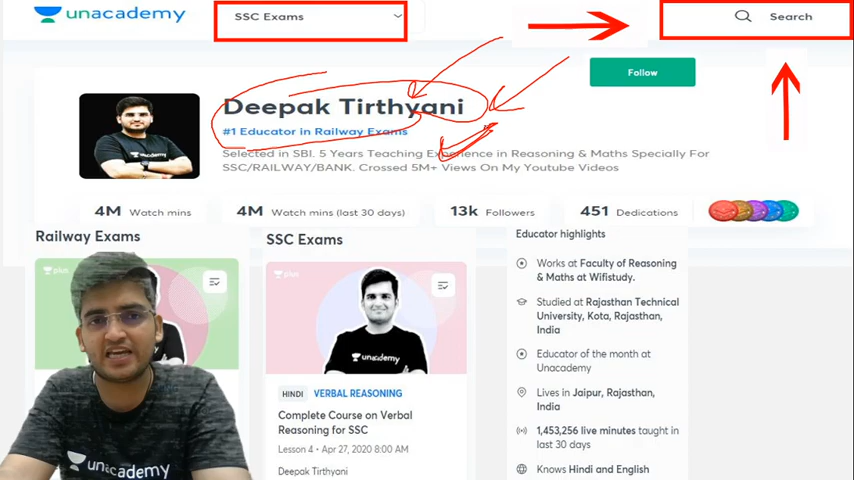 unacademy
SSC Exams
Search
Follow
Deepak Tirthyani
#1 Educator in Railway Exams
Selected in SBI. 5 Years Teaching Experience in Reasoning & Maths Specially For
SSC/RAILWAY/BANK. Crossed 5M+ Views On My Youtube Videos
4M Watch mins
4M Watch mins (last 30 days)
13k Followers
451 Dedications
Railway Exams
SSC Exams
Educator highlights
plus
plus
unacademy
HINDI VERBAL REASONING
Complete Course on Verbal
Reasoning for SSC
Lesson 4 • Apr 27, 2020 8:00 AM
Deepak Tirthyani
Works at Faculty of Reasoning
& Maths at Wifistudy.
Studied at Rajasthan Technical
University, Kota, Rajasthan,
India
Educator of the month at
Unacademy
Lives in Jaipur, Rajasthan,
India
1,453,256 live minutes taught in
last 30 days
Knows Hindi and English
unacademy